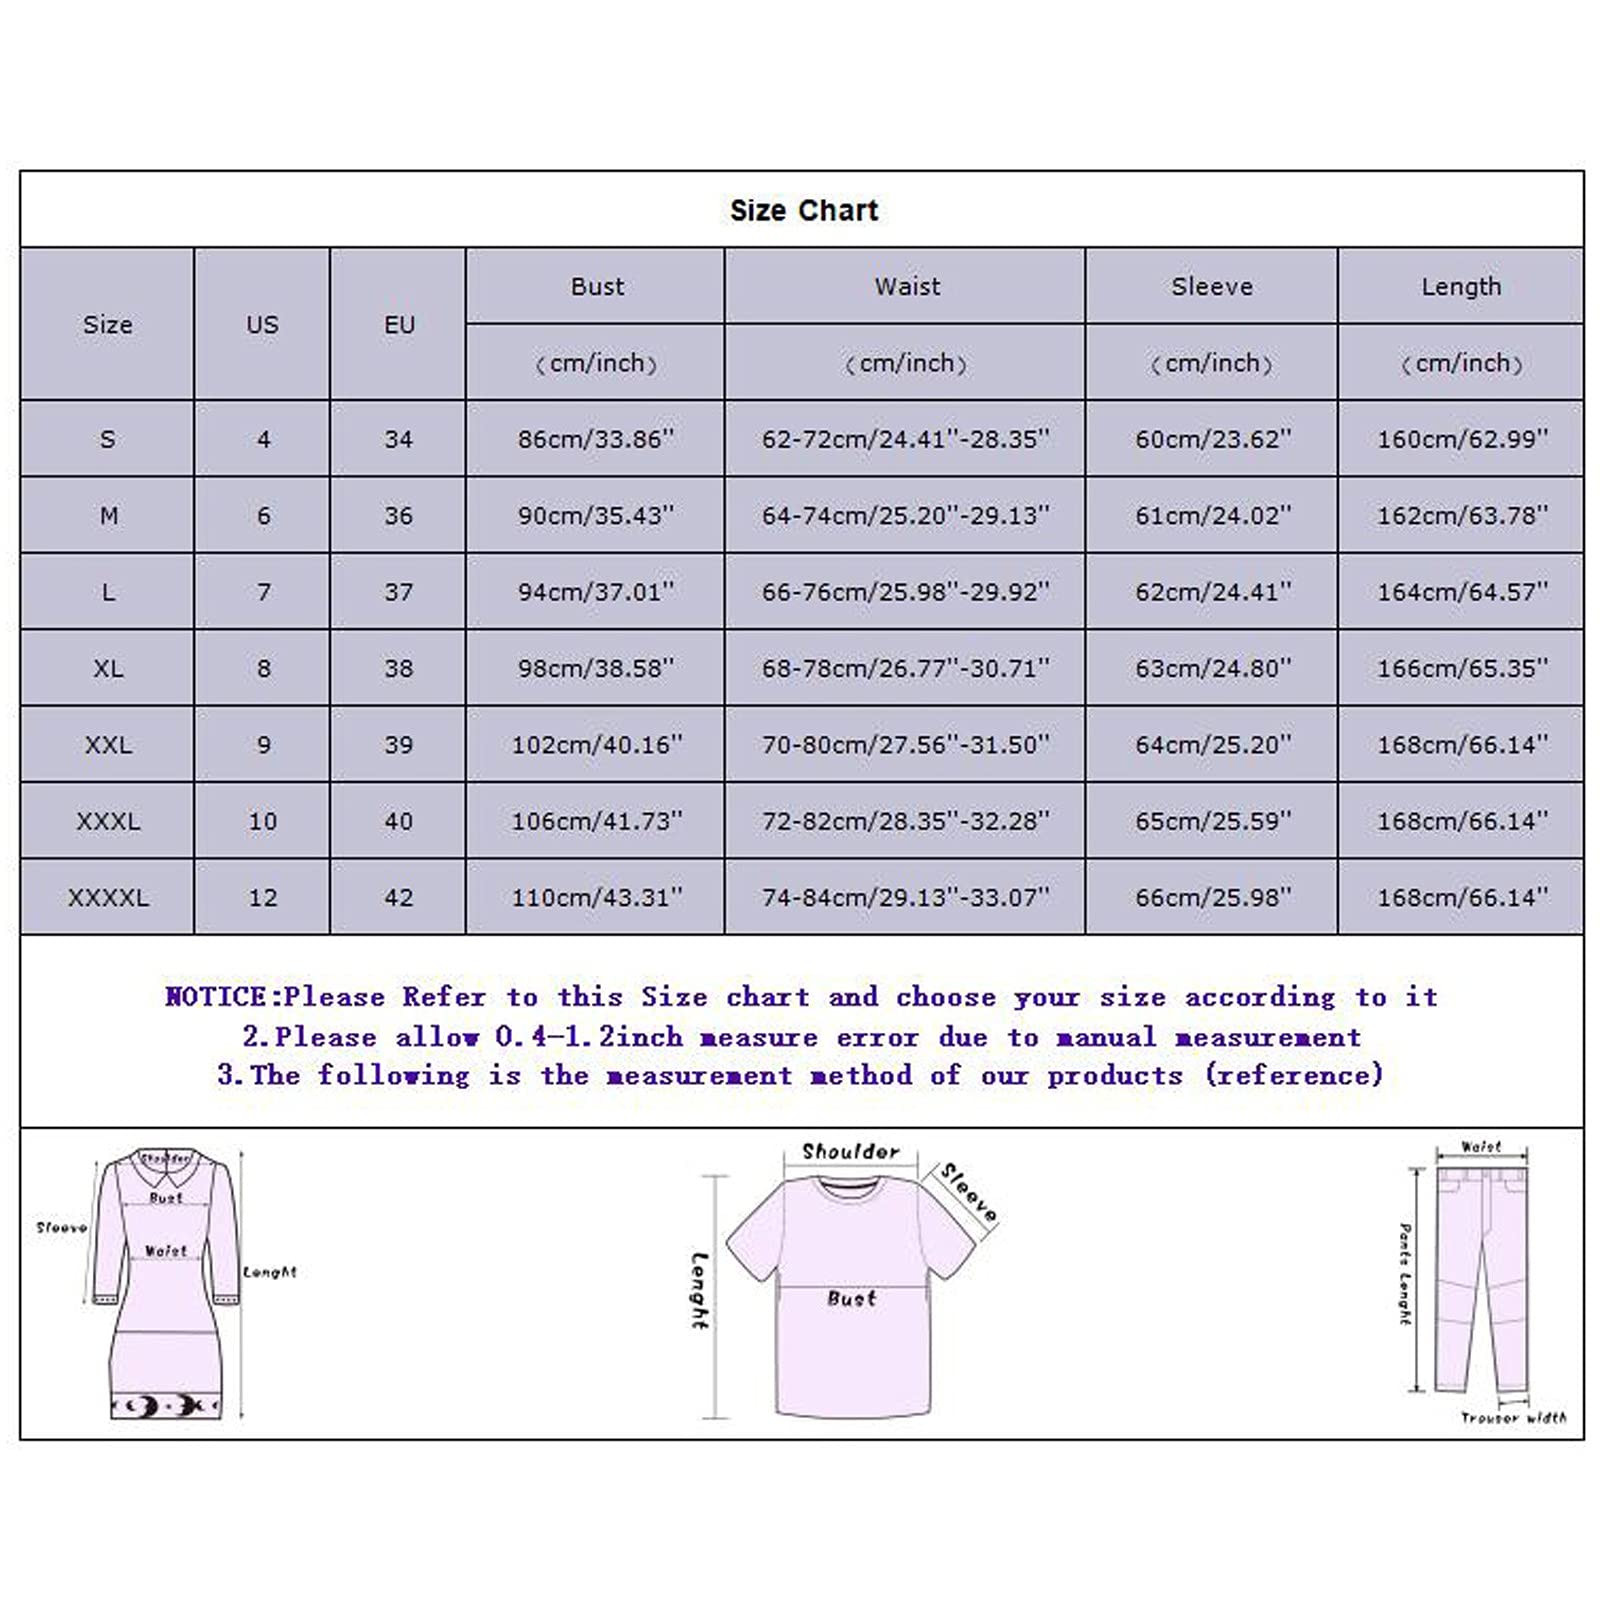 Size Chart
Size US EU Bust Waist Sleeve Length
(cm/inch) (cm/inch) (cm/inch) (cm/inch)
S 4 34 86cm/33.86" 62-72cm/24.41"-28.35" 60cm/23.62" 160cm/62.99"
M 6 36 90cm/35.43" 64-74cm/25.20"-29.13" 61cm/24.02" 162cm/63.78"
L 7 37 94cm/37.01" 66-76cm/25.98"-29.92" 62cm/24.41" 164cm/64.57"
XL 8 38 98cm/38.58" 68-78cm/26.77"-30.71" 63cm/24.80" 166cm/65.35"
XXL 9 39 102cm/40.16" 70-80cm/27.56"-31.50" 64cm/25.20" 168cm/66.14"
XXXL 10 40 106cm/41.73" 72-82cm/28.35"-32.28" 65cm/25.59" 168cm/66.14"
XXXXL 12 42 110cm/43.31" 74-84cm/29.13"-33.07" 66cm/25.98" 168cm/66.14"
NOTICE:Please Refer to this Size chart and choose your size according to it
2.Please allow 0.4-1.2inch measure error due to manual measurement
3.The following is the measurement method of our products (reference)
Shoulder
Bust
Sleeve
Waist
Lenght
Shoulder
Sleeve
Lenght
Bust
Waist
Pants Lenght
Trouser width